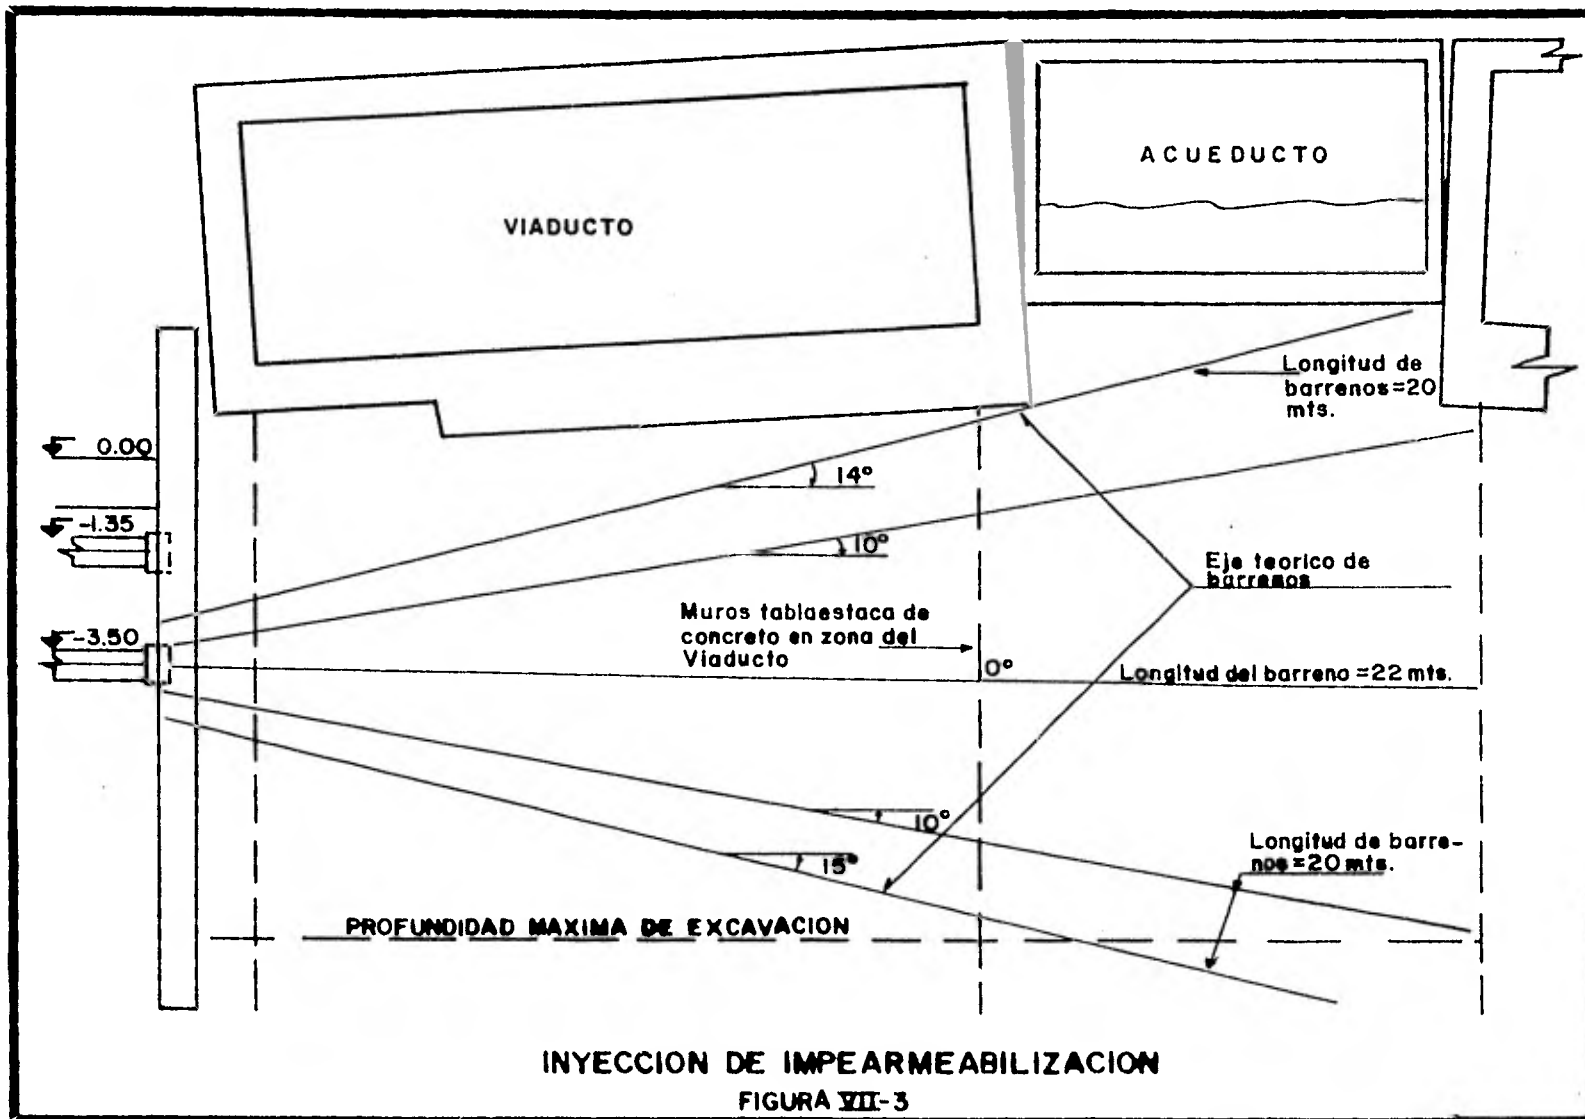 VIADUCTO
ACUEDUCTO
Longitud de
barrenos=20
mts.
0.00
14°
-1.35
10°
Eje teorico de
barrenos
Muros tablaestaca de
concreto en zona del
Viaducto
-3.50
0°
Longitud del barreno =22 mts.
10°
15°
Longitud de barre-
nos =20 mts.
PROFUNDIDAD MAXIMA DE EXCAVACION
INYECCION DE IMPEARMEABILIZACION
FIGURA VII-3